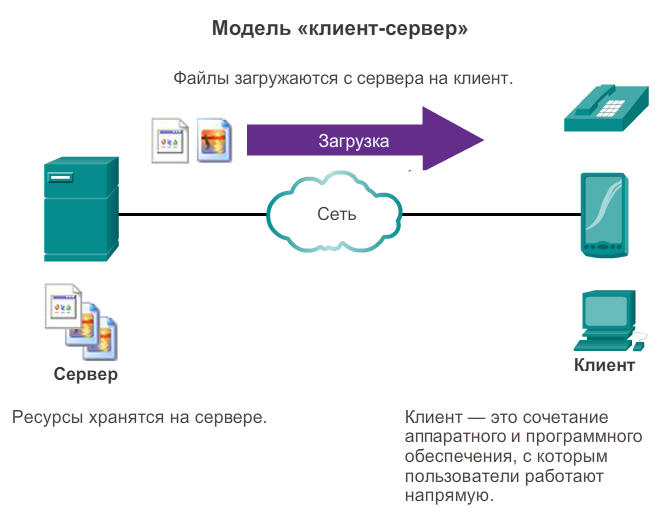 Модель «клиент-сервер»
Файлы загружаются с сервера на клиент.
Загрузка
Сеть
Сервер
Клиент
Ресурсы хранятся на сервере.
Клиент — это сочетание
аппаратного и программного
обеспечения, с которым
пользователи работают
напрямую.